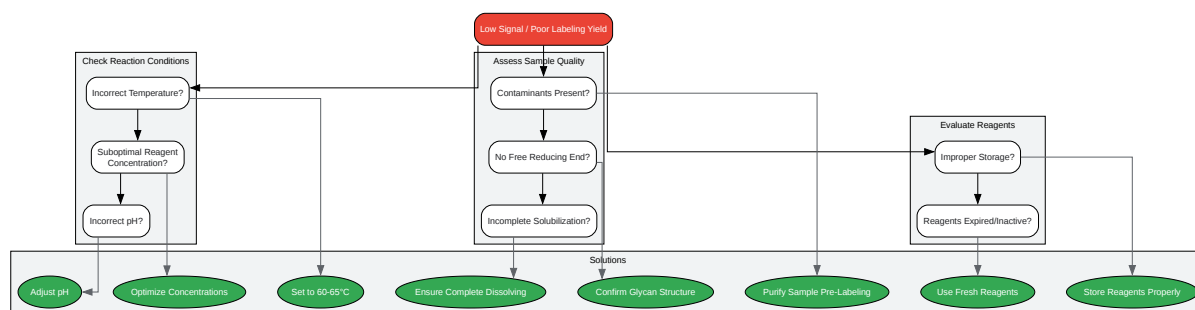 Low Signal / Poor Labeling Yield
Check Reaction Conditions
Incorrect Temperature?
Suboptimal Reagent
Concentration?
Incorrect pH?
Assess Sample Quality
Contaminants Present?
No Free Reducing End?
Incomplete Solubilization?
Evaluate Reagents
Improper Storage?
Reagents Expired/Inactive?
Solutions
Adjust pH
Optimize Concentrations
Set to 60-65°C
Ensure Complete Dissolving
Confirm Glycan Structure
Purify Sample Pre-Labeling
Use Fresh Reagents
Store Reagents Properly